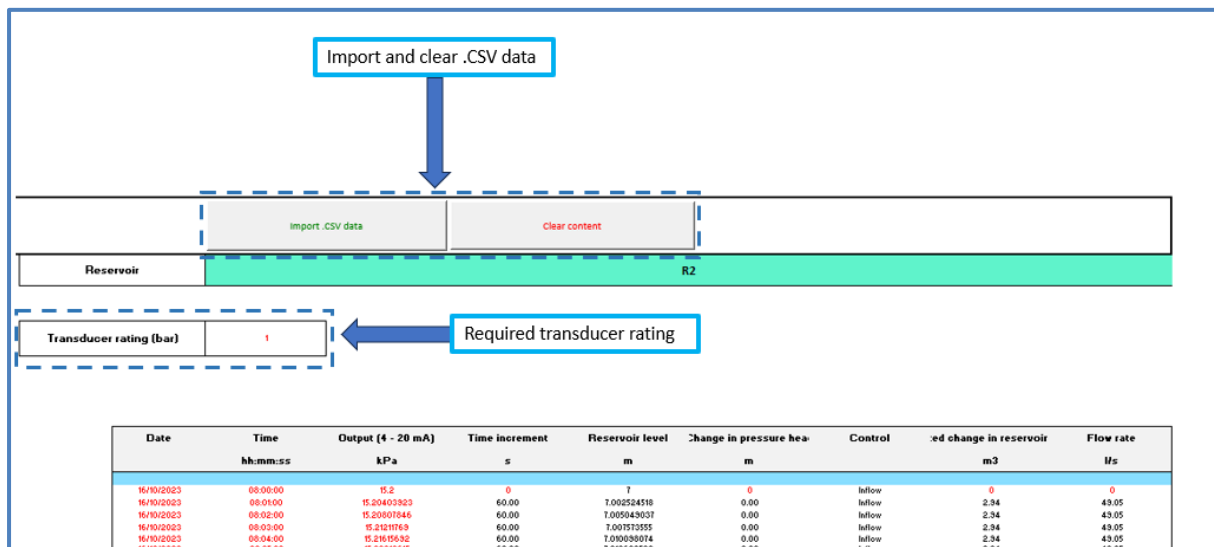 Import and clear .CSV data
Import .CSV data Clear content
Reservoir R2
Transducer rating (bar) 1 Required transducer rating
Date Time Output (4 - 20 mA) Time increment Reservoir level Change in pressure hea Control ed change in reservoir Flow rate
hh:mm:ss kPa s m m m3 l/s
16/10/2023 08:00:00 15.2 0 7 0 Inflow 0 0
16/10/2023 08:01:00 15.20403923 60.00 7.002524518 0.00 Inflow 2.94 49.05
16/10/2023 08:02:00 15.20807846 60.00 7.005049037 0.00 Inflow 2.94 49.05
16/10/2023 08:03:00 15.21211769 60.00 7.007573555 0.00 Inflow 2.94 49.05
16/10/2023 08:04:00 15.21615692 60.00 7.010098074 0.00 Inflow 2.94 49.05